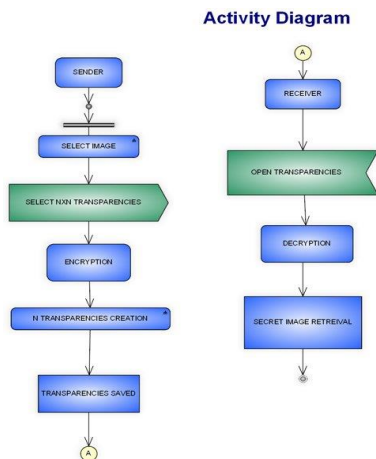 Activity Diagram
SENDER
SELECT IMAGE
SELECT NXN TRANSPARENCIES
ENCRYPTION
N TRANSPARENCIES CREATION
TRANSPARENCIES SAVED
A
A
RECEIVER
OPEN TRANSPARENCIES
DECRYPTION
SECRET IMAGE RETREIVAL